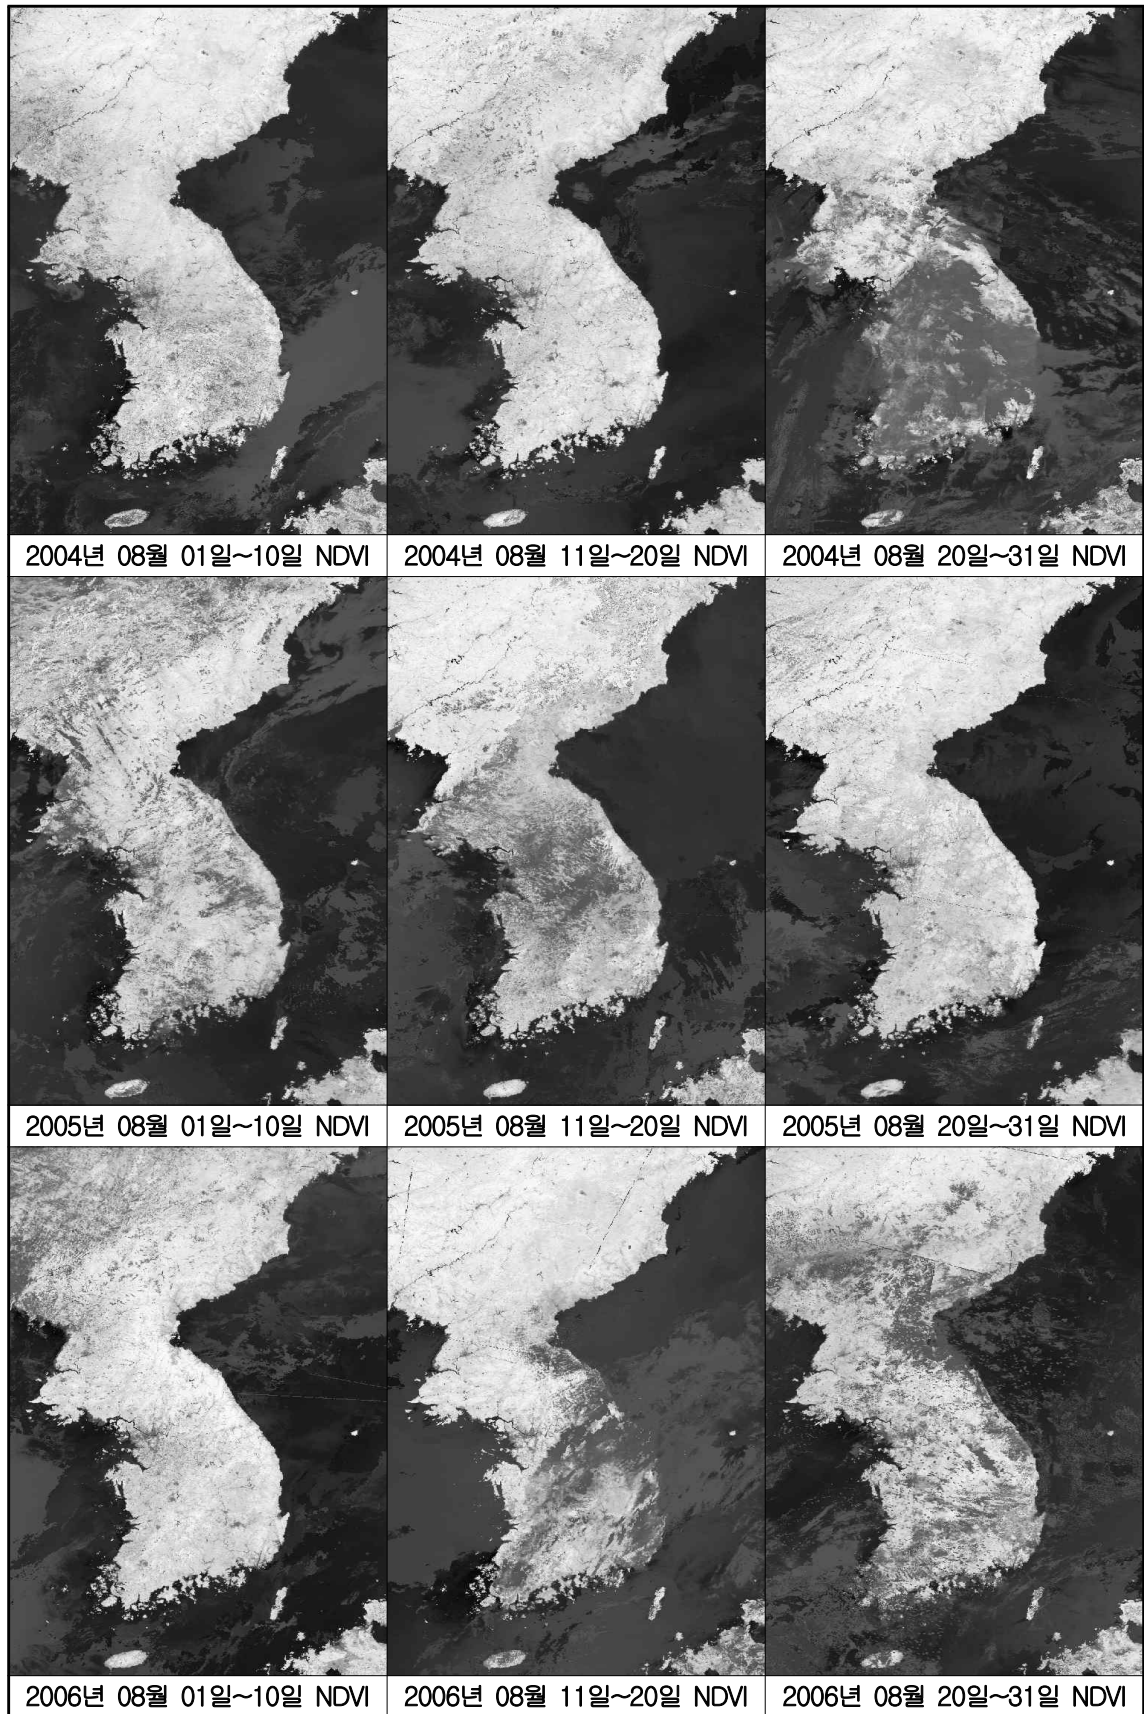 2004년 08월 01일~10일 NDVI
2004년 08월 11일~20일 NDVI
2004년 08월 20일~31일 NDVI
2005년 08월 01일~10일 NDVI
2005년 08월 11일~20일 NDVI
2005년 08월 20일~31일 NDVI
2006년 08월 01일~10일 NDVI
2006년 08월 11일~20일 NDVI
2006년 08월 20일~31일 NDVI